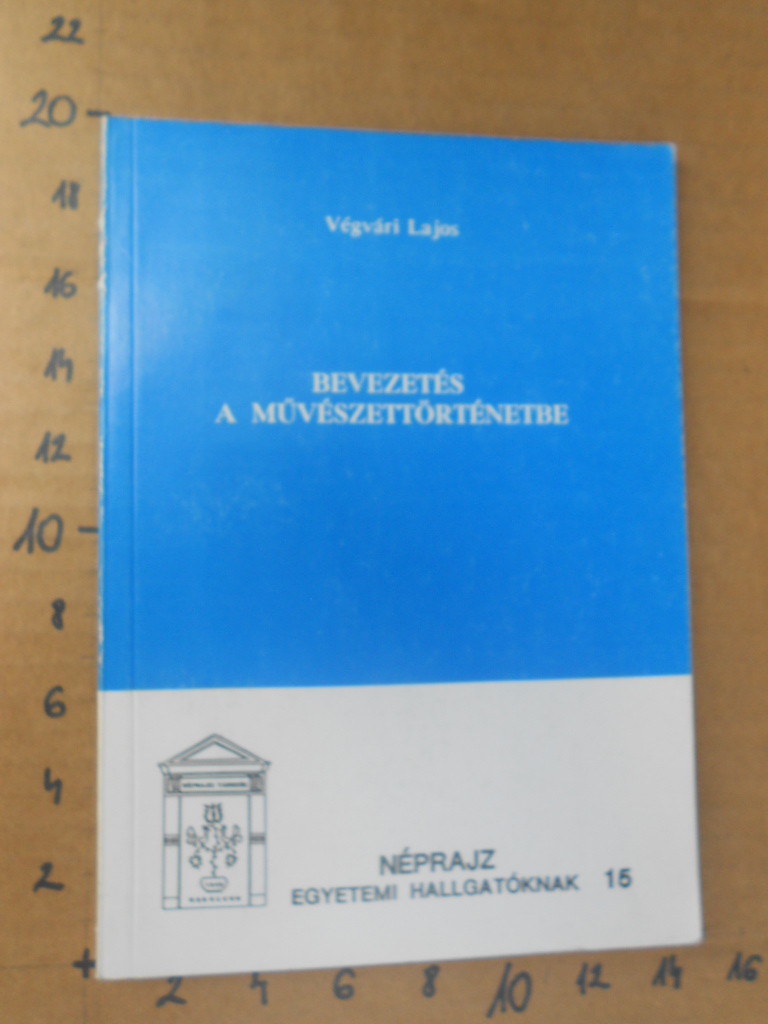 22
20
18
16
14
12
10
8
6
4
2
+
2 4 6 8 10 12 14 16
Végvári Lajos
BEVEZETÉS
A MŰVÉSZETTÖRTÉNETBE
NÉPRAJZ
EGYETEMI HALLGATÓKNAK 15